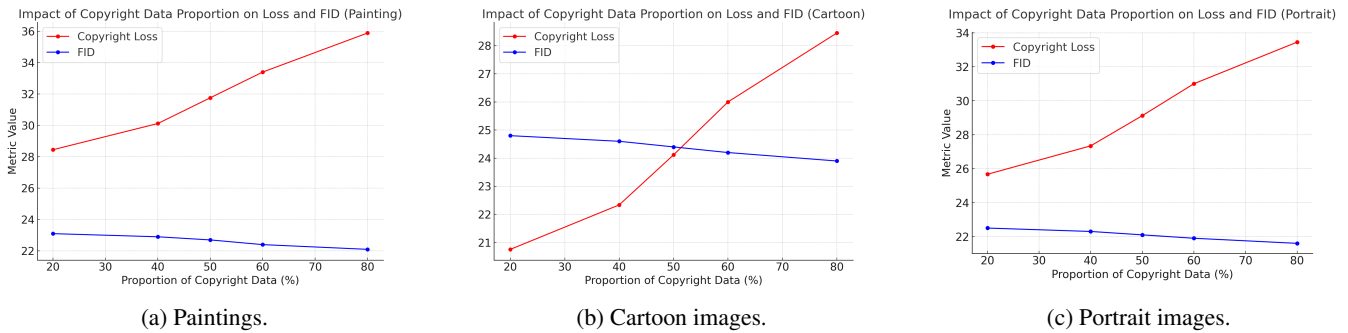 Impact of Copyright Data Proportion on Loss and FID (Painting)
Copyright Loss
FID
36
34
32
30
28
26
24
22
Metric Value
20 30 40 50 60 70 80
Proportion of Copyright Data (%)
(a) Paintings.
Impact of Copyright Data Proportion on Loss and FID (Cartoon)
Copyright Loss
FID
28
27
26
25
24
23
22
21
20 30 40 50 60 70 80
Proportion of Copyright Data (%)
(b) Cartoon images.
Impact of Copyright Data Proportion on Loss and FID (Portrait)
Copyright Loss
FID
34
32
30
28
26
24
22
Metric Value
20 30 40 50 60 70 80
Proportion of Copyright Data (%)
(c) Portrait images.